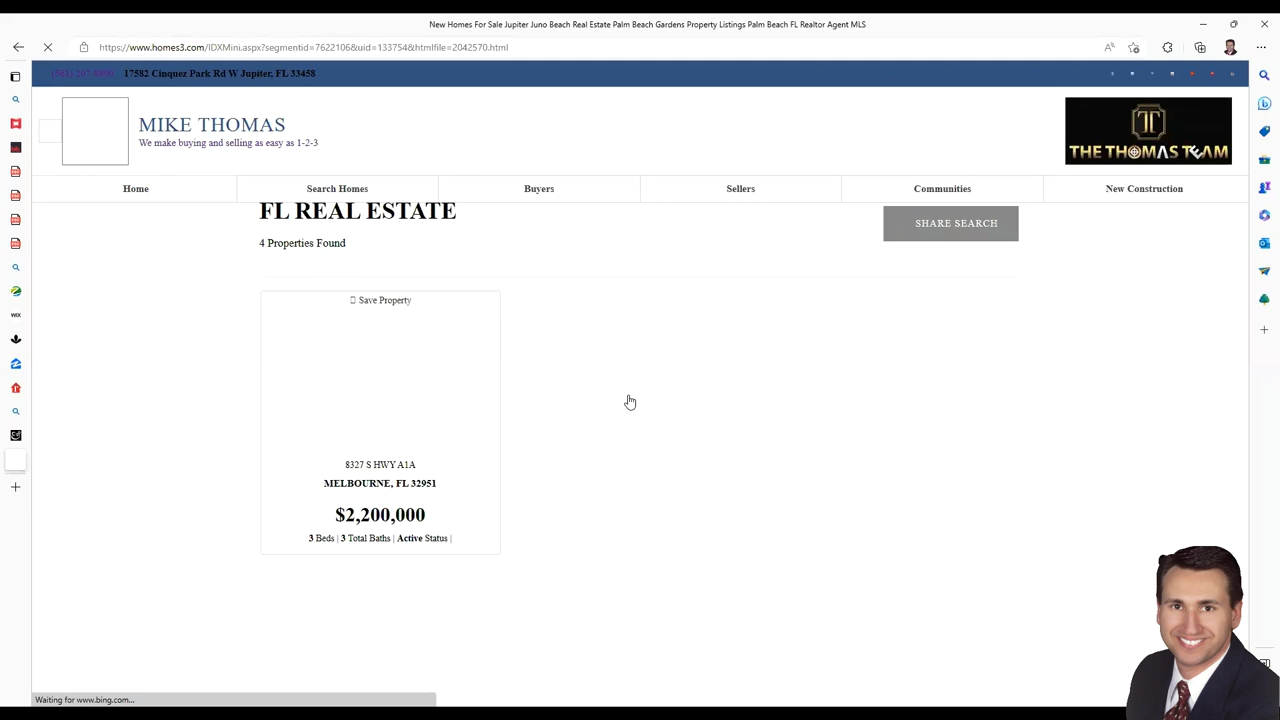 New Homes For Sale Jupiter Juno Beach Real Estate Palm Beach Gardens Property Listings Palm Beach FL Realtor Agent MLS
https://www.homes3.com/IDXMini.aspx?segmentid=7622106&uid=133754&htmlfile=2042570.html
17582 Cinquez Park Rd W Jupiter, FL 33458
MIKE THOMAS
We make buying and selling as easy as 1-2-3
THE THOMAS TEAM
Home
Search Homes
Buyers
Sellers
Communities
New Construction
FL REAL ESTATE
SHARE SEARCH
4 Properties Found
Save Property
8327 S HWY A1A
MELBOURNE, FL 32951
$2,200,000
3 Beds | 3 Total Baths | Active Status |
Waiting for www.bing.com...